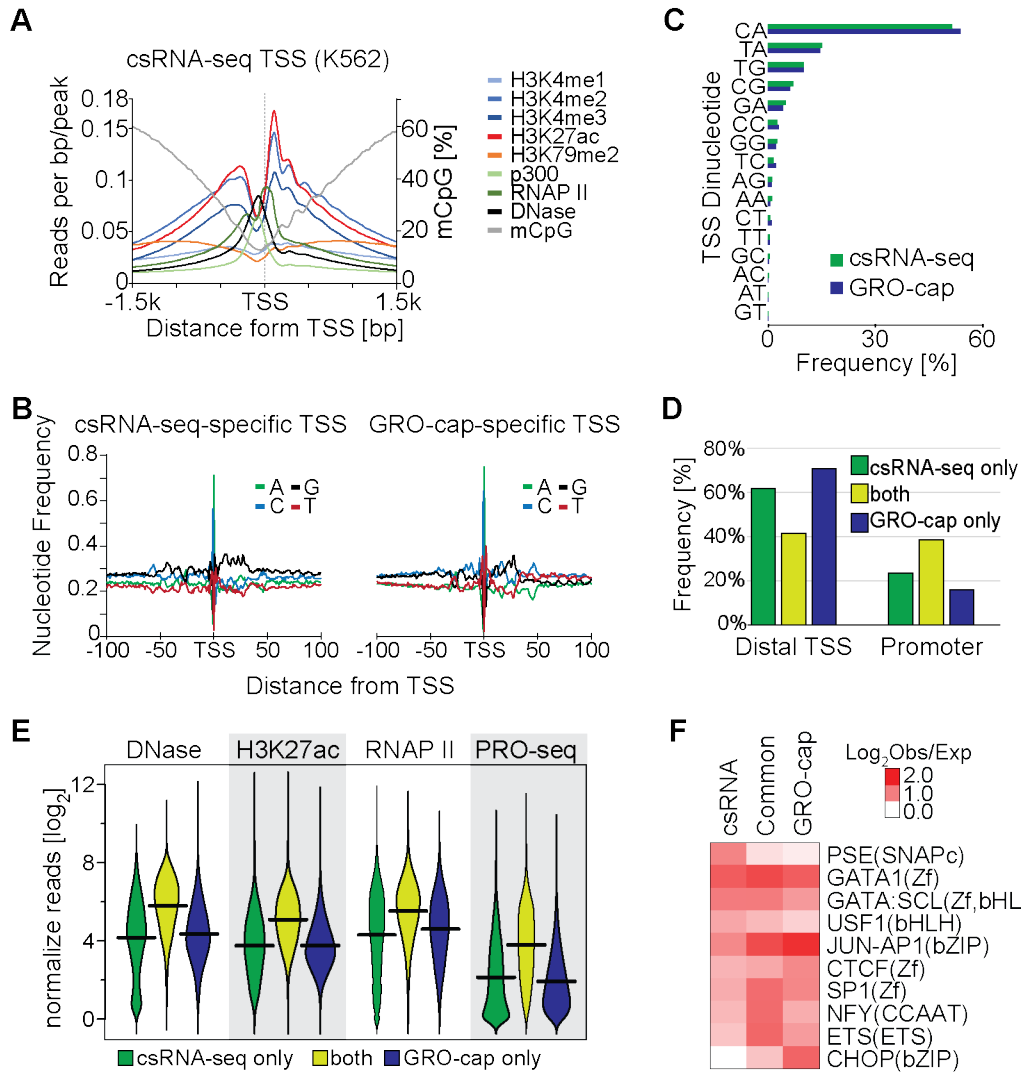 A
csRNA-seq TSS (K562)
Reads per bp/peak
0.18
0.15
0.1
0.05
0
60
40
20
0
mCpG [%]
-1.5k
TSS
1.5k
Distance form TSS [bp]
H3K4me1
H3K4me2
H3K4me3
H3K27ac
H3K79me2
p300
RNAP II
DNase
mCpG
C
TSS Dinucleotide
CA
TA
TG
CG
GA
CC
GG
TC
AG
AA
CT
TT
GC
AC
AT
GT
csRNA-seq
GRO-cap
0
30
60
Frequency [%]
B
csRNA-seq-specific TSS
GRO-cap-specific TSS
Nucleotide Frequency
0.8
0.6
0.4
0.2
0
A G
C T
A G
C T
-100 -50 TSS 50 100
-100 -50 TSS 50 100
Distance from TSS
D
Frequency [%]
80%
60%
40%
20%
0%
csRNA-seq only
both
GRO-cap only
Distal TSS
Promoter
E
DNase
H3K27ac
RNAP II
PRO-seq
normalize reads [log2]
12
8
4
0
csRNA-seq only
both
GRO-cap only
F
csRNA
Common
GRO-cap
Log2Obs/Exp
2.0
1.0
0.0
PSE(SNAPc)
GATA1(Zf)
GATA:SCL(Zf,bHL
USF1(bHLH)
JUN-AP1(bZIP)
CTCF(Zf)
SP1(Zf)
NFY(CCAAT)
ETS(ETS)
CHOP(bZIP)